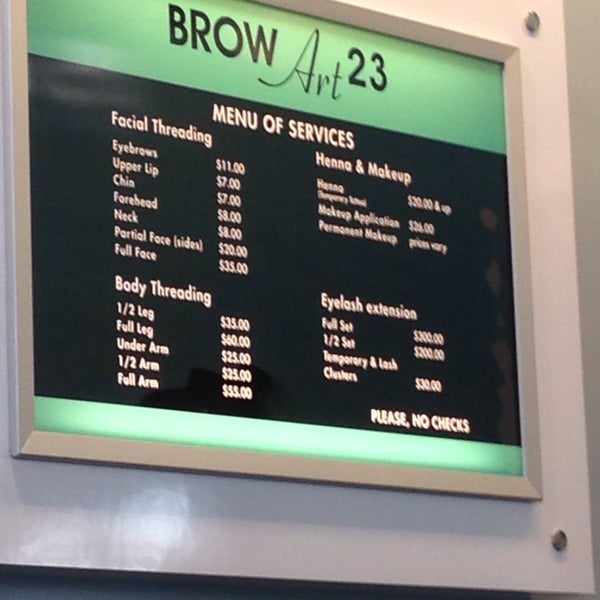 BROW Art 23
MENU OF SERVICES
Facial Threading
Eyebrows $11.00
Upper Lip $7.00
Chin $7.00
Forehead $8.00
Neck $8.00
Partial Face (sides) $20.00
Full Face $35.00
Body Threading
1/2 Leg $35.00
Full Leg $60.00
Under Arm $25.00
1/2 Arm $25.00
Full Arm $55.00
Henna & Makeup
Henna $20.00 & up
(temporary tattoo)
Makeup Application $26.00
Permanent Makeup prices vary
Eyelash extension
Full Set $300.00
1/2 Set $200.00
Temporary & Lash
Clusters $30.00
PLEASE, NO CHECKS